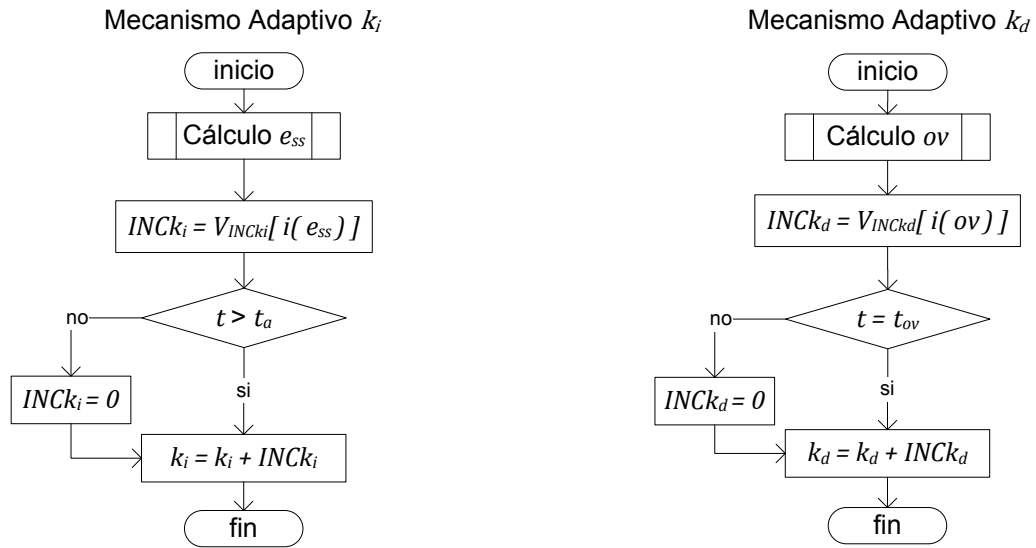 Mecanismo Adaptivo ki
inicio
Cálculo ess
INCki = VINCki[ i( ess) ]
t > ta
no
si
INCki = 0
ki = ki + INCki
fin
Mecanismo Adaptivo kd
inicio
Cálculo ov
INCkd = VINCkd[ i( ov) ]
t = tov
no
si
INCkd = 0
kd = kd + INCkd
fin